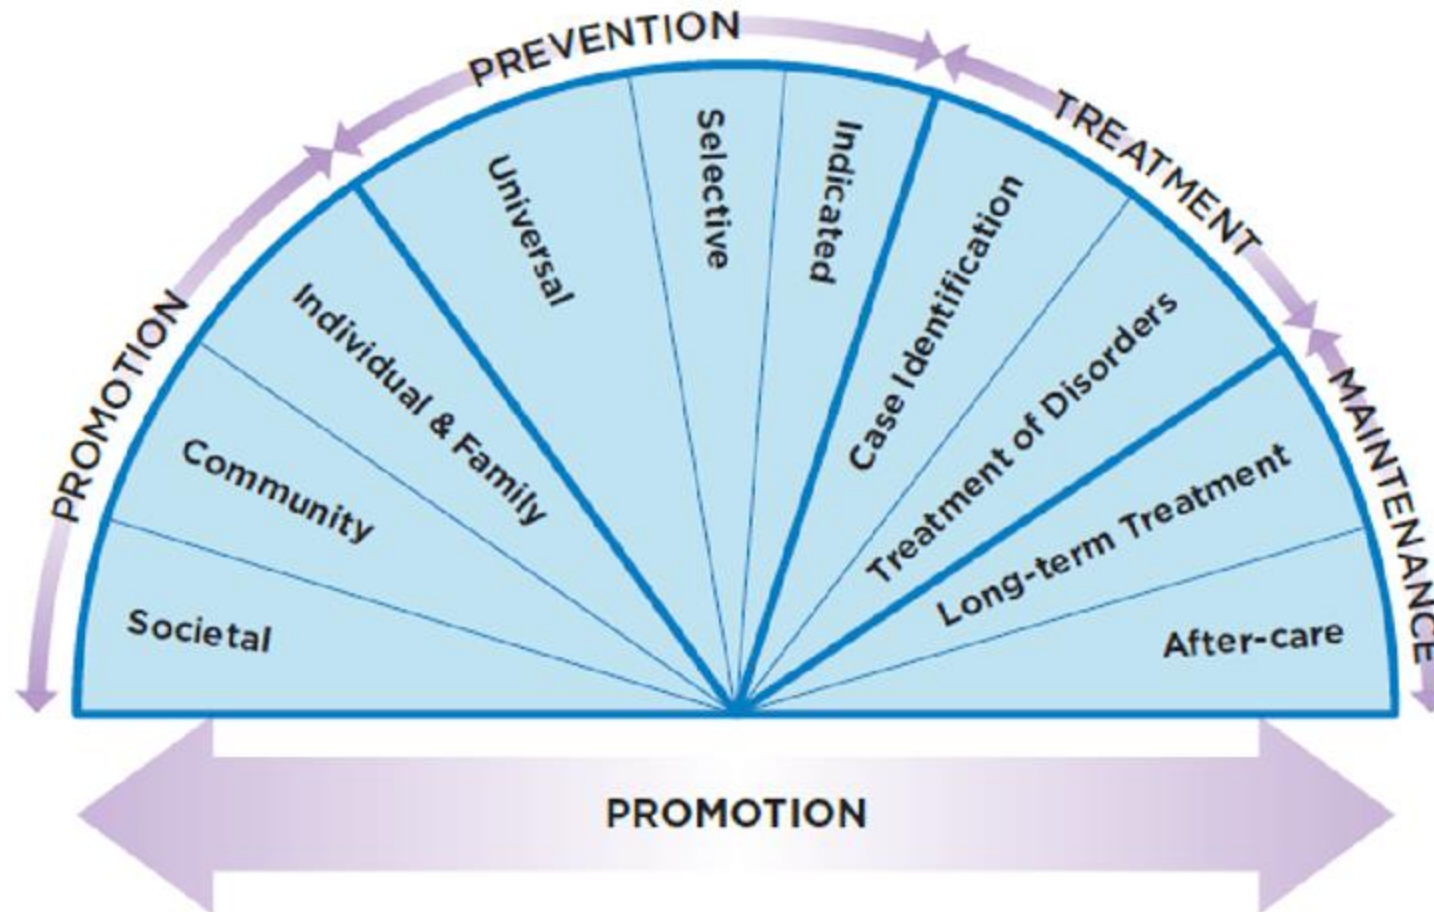 PROMOTION
PREVENTION
TREATMENT
MAINTENANCE
Societal
Community
Individual & Family
Universal
Selective
Indicated
Case Identification
Treatment of Disorders
Long-term Treatment
After-care
PROMOTION